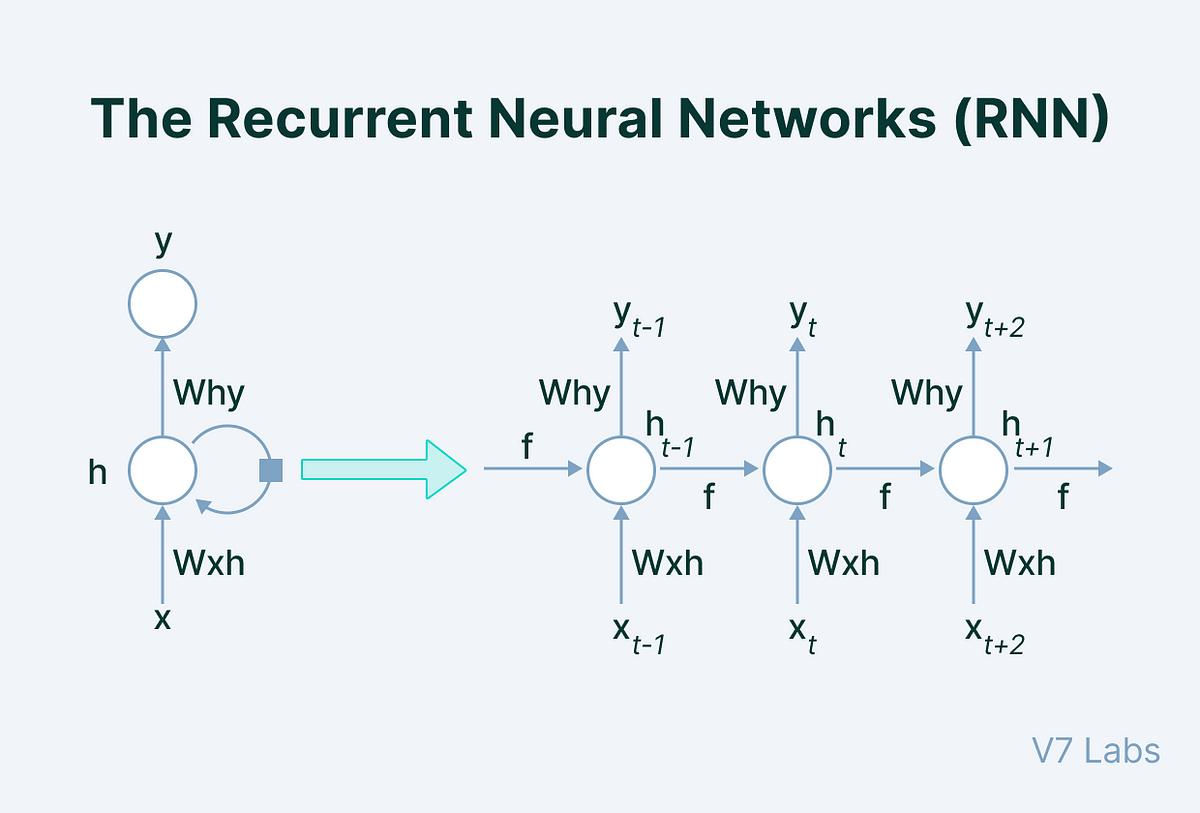 The Recurrent Neural Networks (RNN)
y
Why
h
Wxh
x
y t-1
y t
y t+2
Why
Why
Why
h t-1
h t
h t+1
f
f
f
f
Wxh
Wxh
Wxh
x t-1
x t
x t+2
V7 Labs